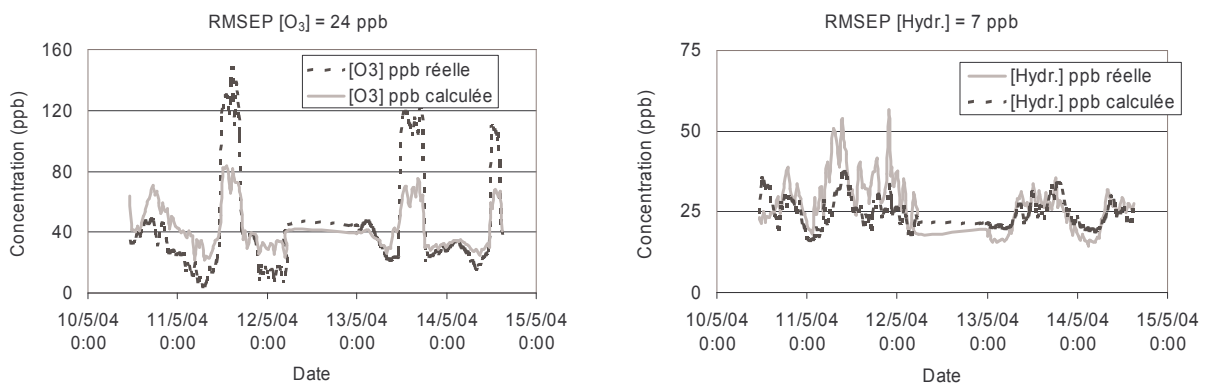 RMSEP [O₃] = 24 ppb
160
120
80
40
0
Concentration (ppb)
[O3] ppb réelle
[O3] ppb calculée
10/5/04 11/5/04 12/5/04 13/5/04 14/5/04 15/5/04
0:00 0:00 0:00 0:00 0:00 0:00
Date
RMSEP [Hydr.] = 7 ppb
75
50
25
0
Concentration (ppb)
[Hydr.] ppb réelle
[Hydr.] ppb calculée
10/5/04 11/5/04 12/5/04 13/5/04 14/5/04 15/5/04
0:00 0:00 0:00 0:00 0:00 0:00
Date